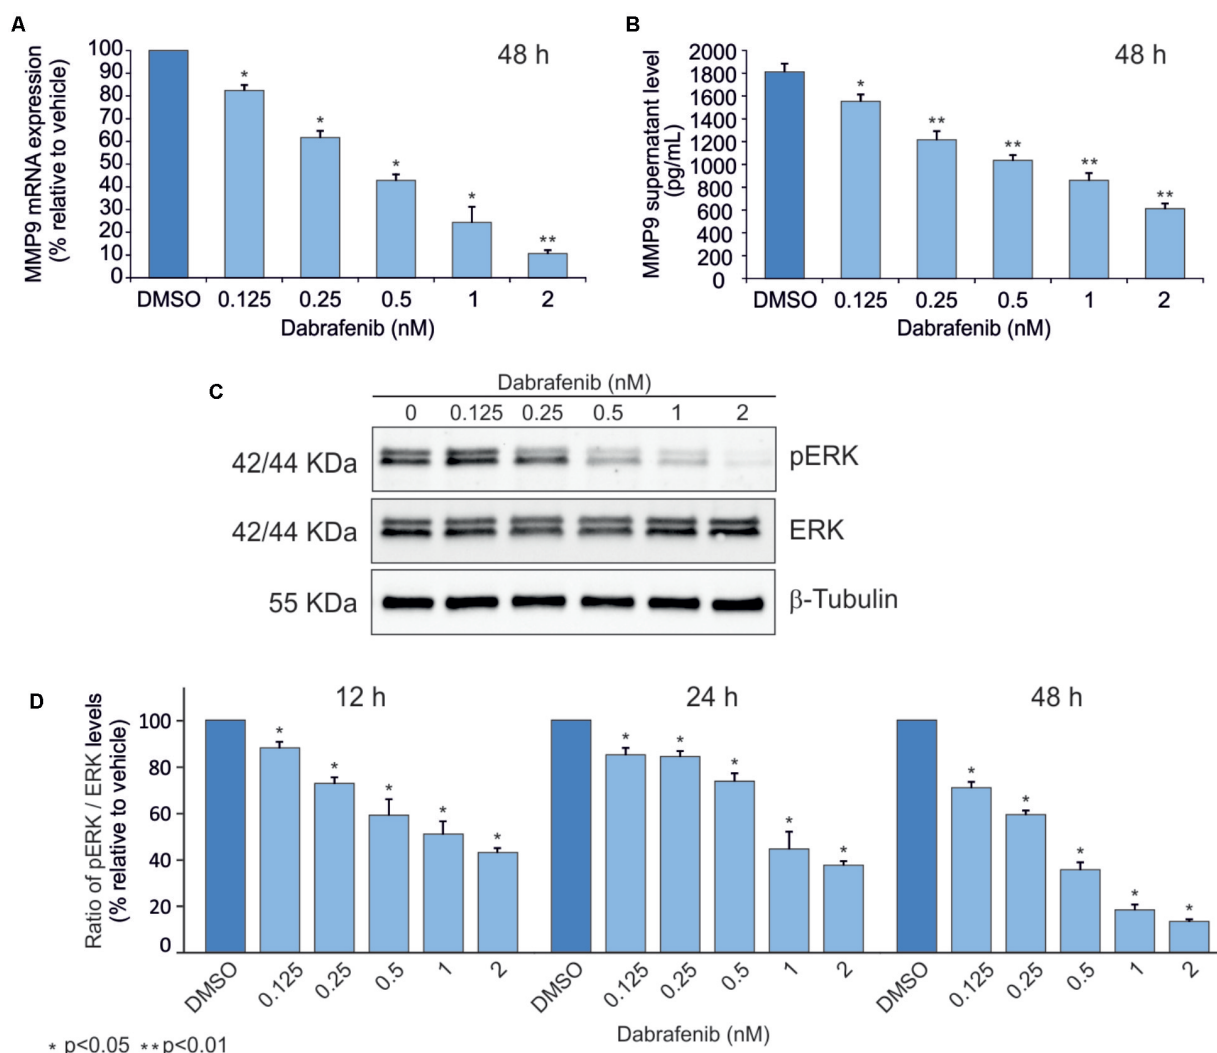 A
48 h
MMP9 mRNA expression
(% relative to vehicle)
100
90
80
70
60
50
40
30
20
10
0
*
*
*
*
**
DMSO 0.125 0.25 0.5 1 2
Dabrafenib (nM)
B
48 h
MMP9 supernatant level
(pg/mL)
2000
1800
1600
1400
1200
1000
800
600
400
200
0
*
**
**
**
**
DMSO 0.125 0.25 0.5 1 2
Dabrafenib (nM)
C
Dabrafenib (nM)
0 0.125 0.25 0.5 1 2
42/44 KDa pERK
42/44 KDa ERK
55 KDa β-Tubulin
D
Ratio of pERK / ERK levels
(% relative to vehicle)
100
80
60
40
20
0
12 h 24 h 48 h
* * * * *
* * * * *
* * * * *
DMSO 0.125 0.25 0.5 1 2 DMSO 0.125 0.25 0.5 1 2 DMSO 0.125 0.25 0.5 1 2
Dabrafenib (nM)
* p<0.05 **p<0.01